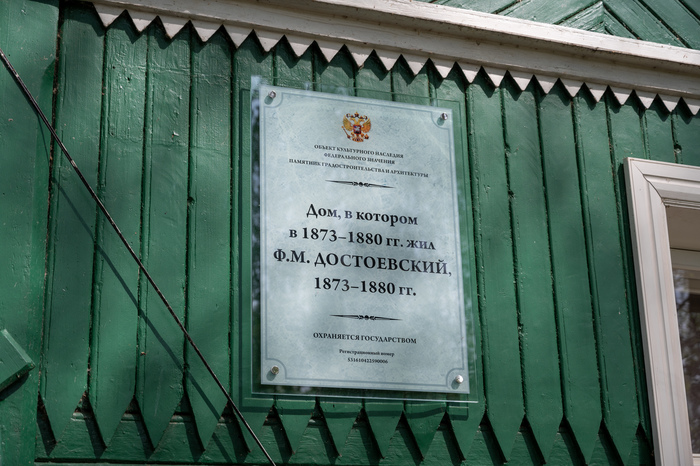 ОБЪЕКТ КУЛЬТУРНОГО НАСЛЕДИЯ
ФЕДЕРАЛЬНОГО ЗНАЧЕНИЯ
ПАМЯТНИК ГРАДОСТРОИТЕЛЬСТВА И АРХИТЕКТУРЫ
Дом, в котором
в 1873–1880 гг. жил
Ф.М. ДОСТОЕВСКИЙ,
1873–1880 гг.
ОХРАНЯЕТСЯ ГОСУДАРСТВОМ
Регистрационный номер